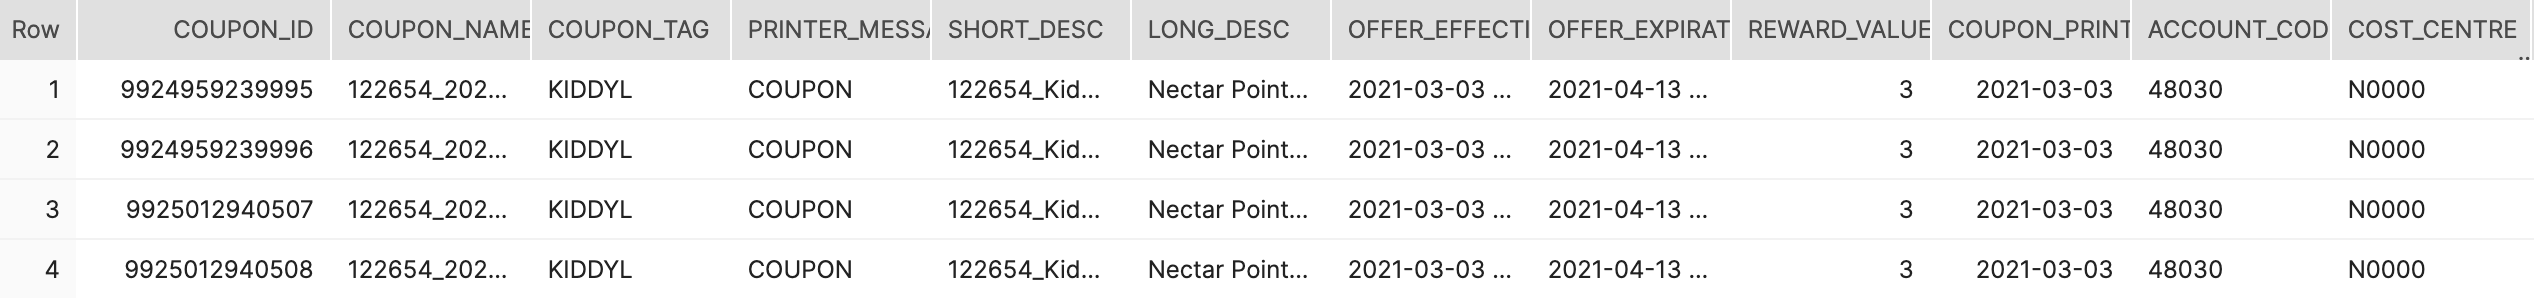 Row COUPON_ID COUPON_NAME COUPON_TAG PRINTER_MESSA SHORT_DESC LONG_DESC OFFER_EFFECTI OFFER_EXPIRAT REWARD_VALUE COUPON_PRINT ACCOUNT_COD COST_CENTRE ..
1 9924959239995 122654_202... KIDDYL COUPON 122654_Kid... Nectar Point... 2021-03-03 ... 2021-04-13 ... 3 2021-03-03 48030 N0000
2 9924959239996 122654_202... KIDDYL COUPON 122654_Kid... Nectar Point... 2021-03-03 ... 2021-04-13 ... 3 2021-03-03 48030 N0000
3 9925012940507 122654_202... KIDDYL COUPON 122654_Kid... Nectar Point... 2021-03-03 ... 2021-04-13 ... 3 2021-03-03 48030 N0000
4 9925012940508 122654_202... KIDDYL COUPON 122654_Kid... Nectar Point... 2021-03-03 ... 2021-04-13 ... 3 2021-03-03 48030 N0000